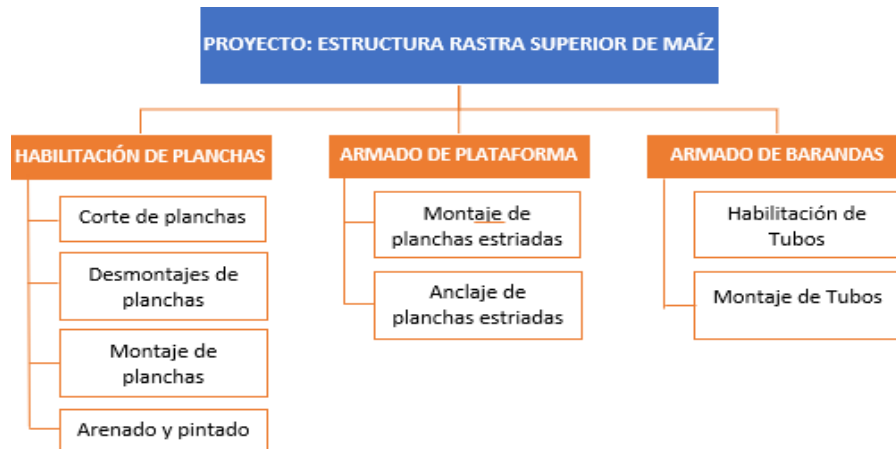 PROYECTO: ESTRUCTURA RASTRA SUPERIOR DE MAÍZ
HABILITACIÓN DE PLANCHAS
Corte de planchas
Desmontajes de
planchas
Montaje de
planchas
Arenado y pintado
ARMADO DE PLATAFORMA
Montaje de
planchas estriadas
Anclaje de
planchas estriadas
ARMADO DE BARANDAS
Habilitación de
Tubos
Montaje de Tubos